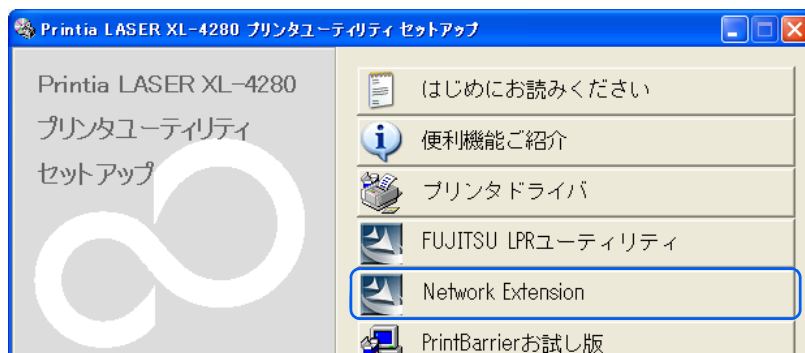 Printia LASER XL-4280 プリンタユーティリティ セットアップ
Printia LASER XL-4280
プリンタユーティリティ
セットアップ
はじめにお読みください
便利機能ご紹介
プリンタドライバ
FUJITSU LPRユーティリティ
Network Extension
PrintBarrierお試し版